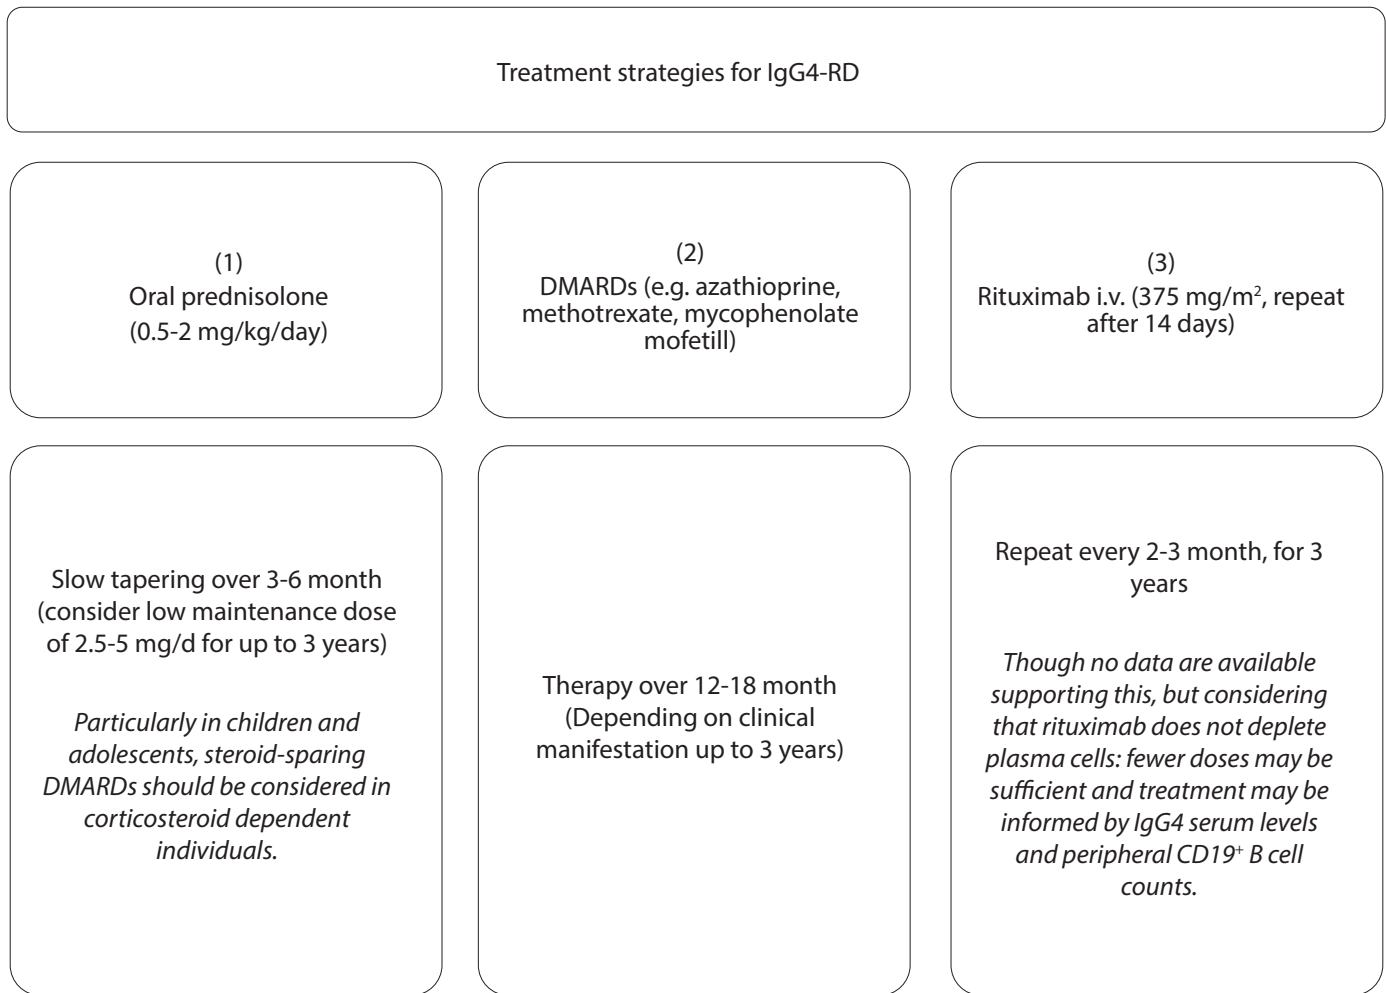 Treatment strategies for IgG4-RD
(1)
Oral prednisolone
(0.5-2 mg/kg/day)
(2)
DMARDs (e.g. azathioprine,
methotrexate, mycophenolate
mofetill)
(3)
Rituximab i.v. (375 mg/m², repeat
after 14 days)
Slow tapering over 3-6 month
(consider low maintenance dose
of 2.5-5 mg/d for up to 3 years)
Particularly in children and
adolescents, steroid-sparing
DMARDs should be considered in
corticosteroid dependent
individuals.
Therapy over 12-18 month
(Depending on clinical
manifestation up to 3 years)
Repeat every 2-3 month, for 3
years
Though no data are available
supporting this, but considering
that rituximab does not deplete
plasma cells: fewer doses may be
sufficient and treatment may be
informed by IgG4 serum levels
and peripheral CD19⁺ B cell
counts.